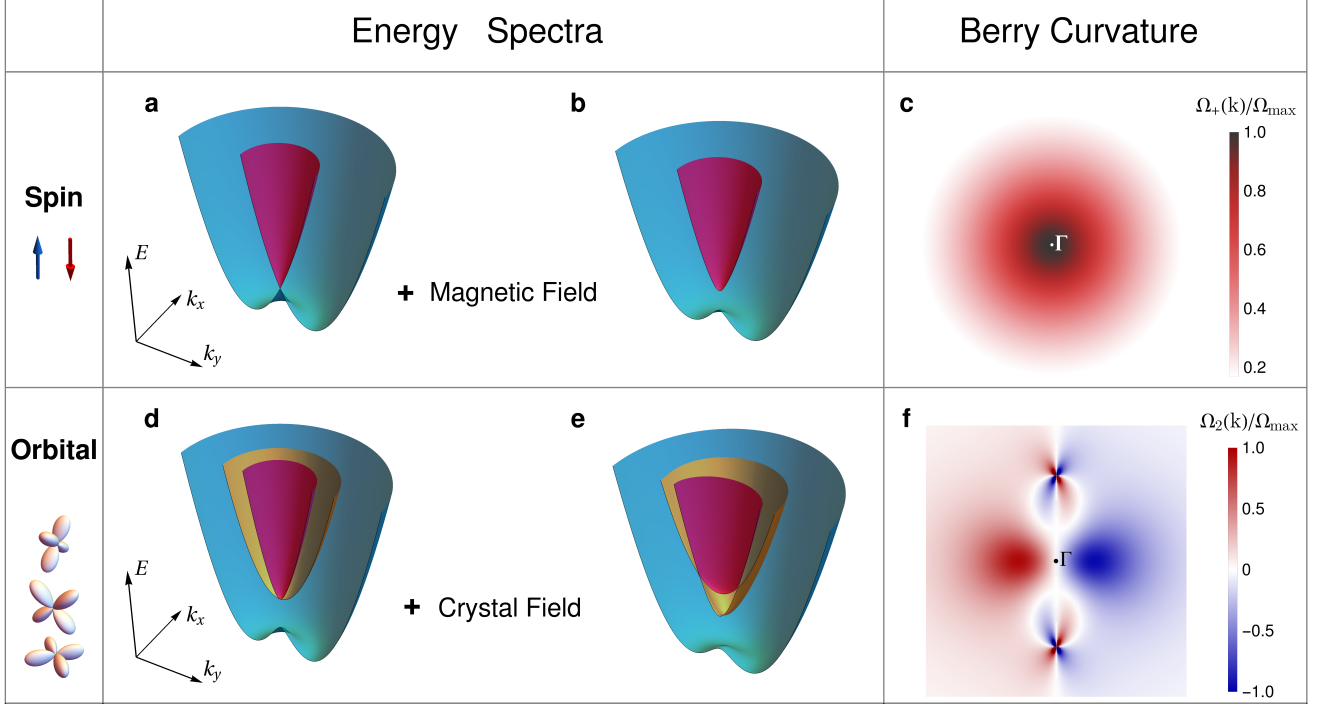 Energy Spectra
Berry Curvature
Spin
a
E
kx
ky
+ Magnetic Field
b
c
Ω+(k)/Ωmax
Γ
1.0
0.8
0.6
0.4
0.2
Orbital
d
E
kx
ky
+ Crystal Field
e
f
Ω2(k)/Ωmax
Γ
1.0
0.5
0
−0.5
−1.0